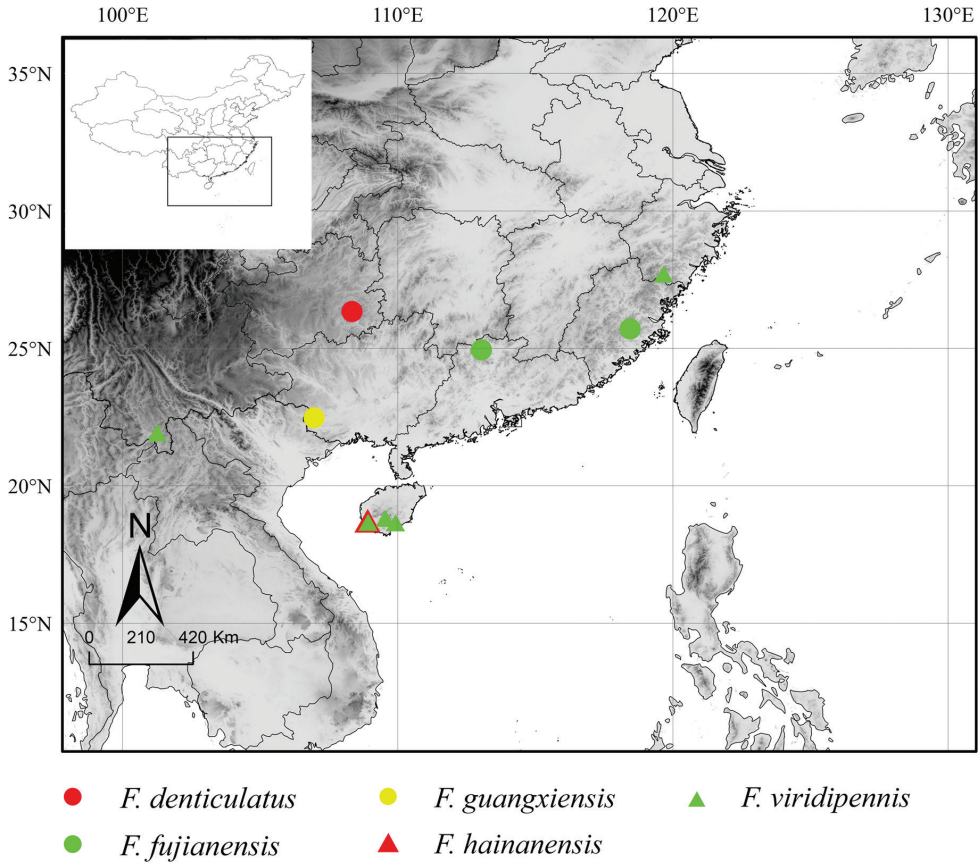 100°E 110°E 120°E 130°E
35°N
30°N
25°N
20°N
15°N
N
0 210 420 Km
F. denticulatus F. guangxiensis F. viridipennis
F. fujianensis F. hainanensis